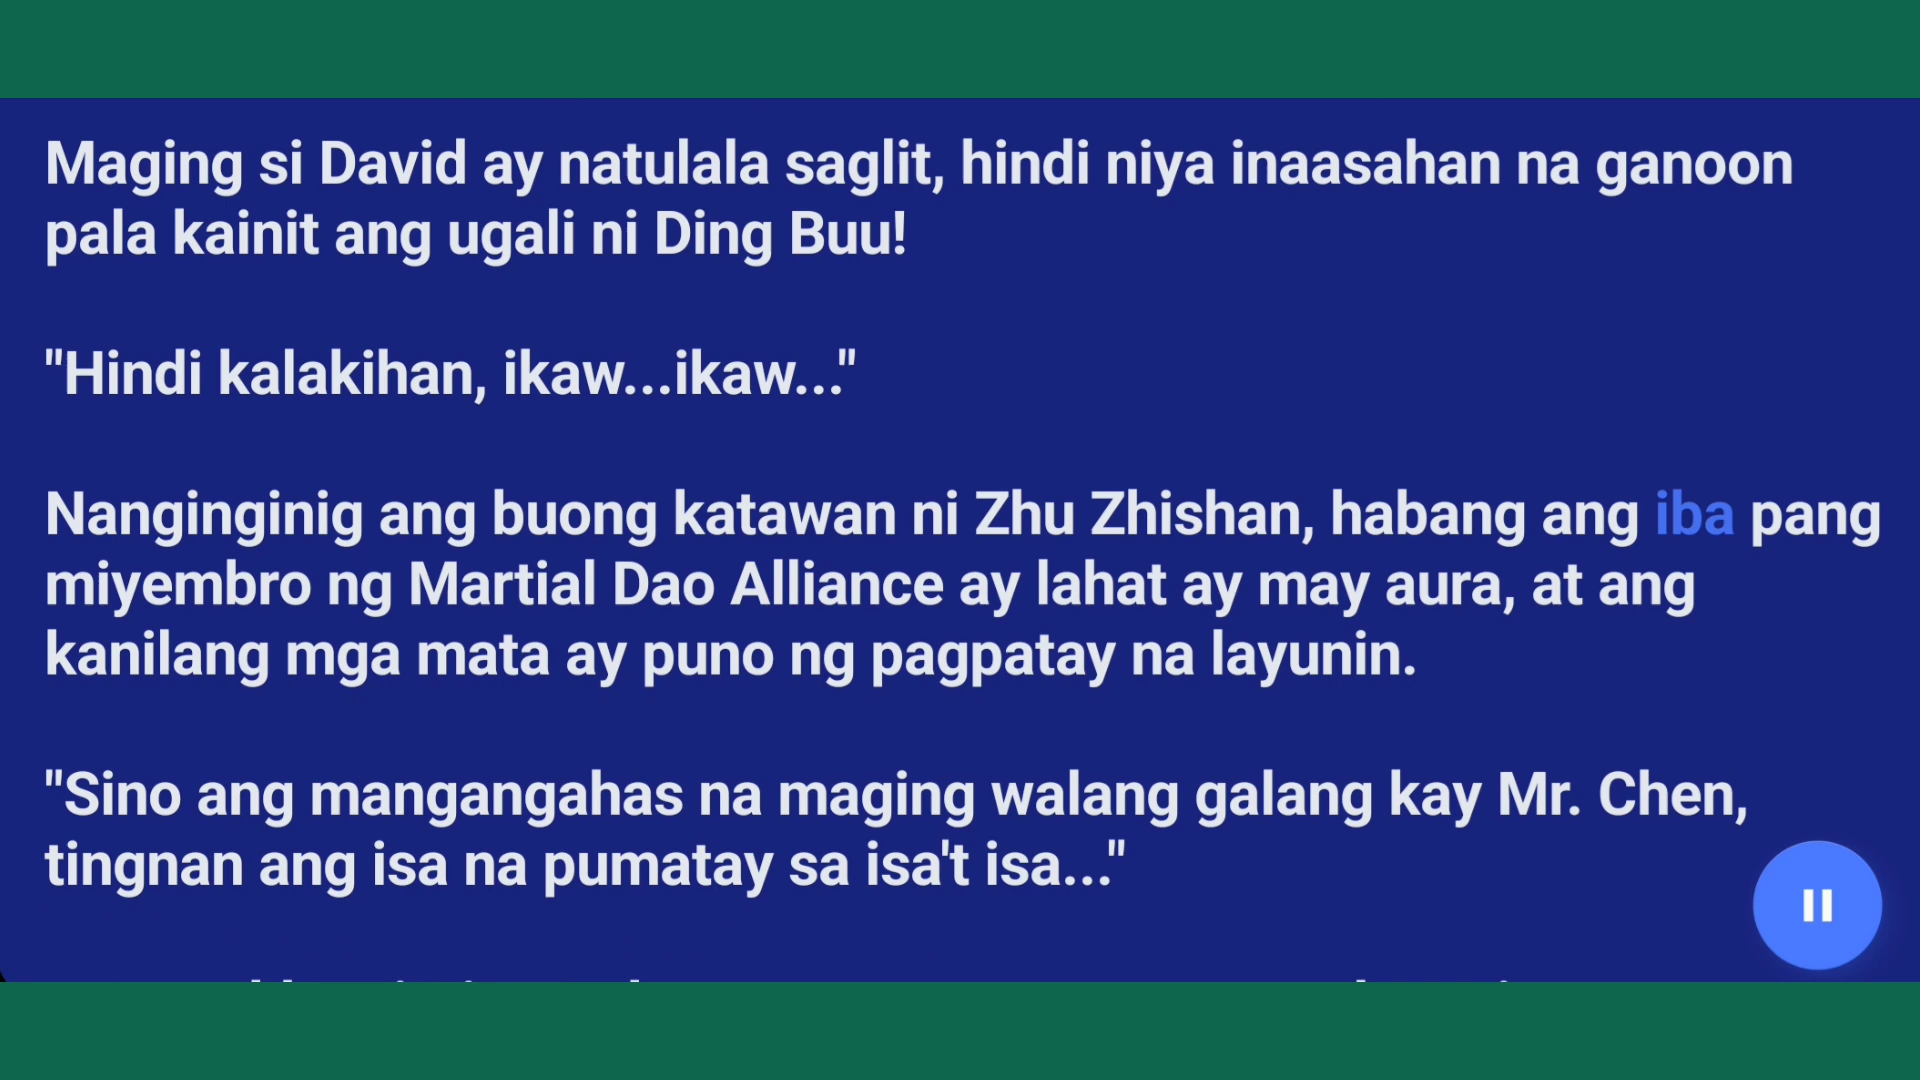 Maging si David ay natulala saglit, hindi niya inaasahan na ganoon
pala kainit ang ugali ni Ding Buu!
"Hindi kalakihan, ikaw...ikaw..."
Nanginginig ang buong katawan ni Zhu Zhishan, habang ang iba pang
miyembro ng Martial Dao Alliance ay lahat ay may aura, at ang
kanilang mga mata ay puno ng pagpatay na layunin.
"Sino ang mangangahas na maging walang galang kay Mr. Chen,
tingnan ang isa na pumatay sa isa't isa..."